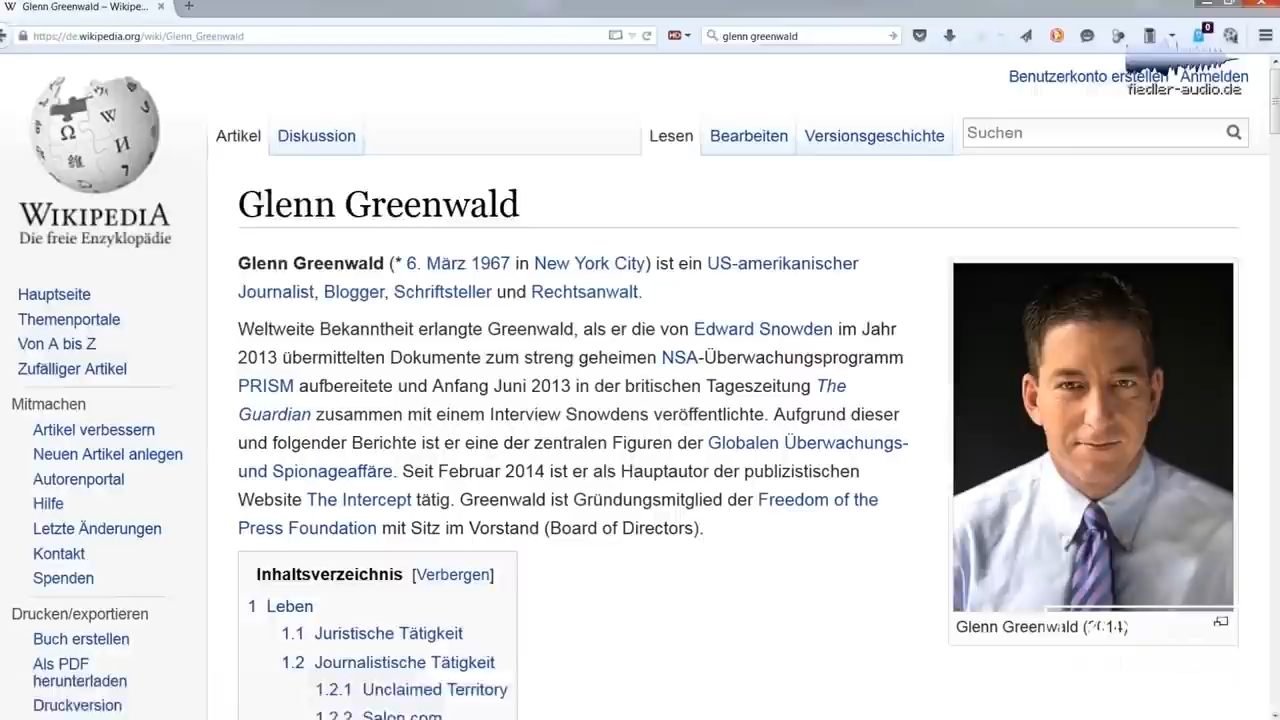 Glenn Greenwald – Wikipe...
https://de.wikipedia.org/wiki/Glenn_Greenwald
glenn greenwald
0
Benutzerkonto erstellen Anmelden
fiedler-audio.de
Artikel Diskussion Lesen Bearbeiten Versionsgeschichte Suchen
WIKIPEDIA
Die freie Enzyklopädie
Hauptseite
Themenportale
Von A bis Z
Zufälliger Artikel
Mitmachen
Artikel verbessern
Neuen Artikel anlegen
Autorenportal
Hilfe
Letzte Änderungen
Kontakt
Spenden
Drucken/exportieren
Buch erstellen
Als PDF
herunterladen
Druckversion
Glenn Greenwald
Glenn Greenwald (* 6. März 1967 in New York City) ist ein US-amerikanischer
Journalist, Blogger, Schriftsteller und Rechtsanwalt.
Weltweite Bekanntheit erlangte Greenwald, als er die von Edward Snowden im Jahr
2013 übermittelten Dokumente zum streng geheimen NSA-Überwachungsprogramm
PRISM aufbereitete und Anfang Juni 2013 in der britischen Tageszeitung The
Guardian zusammen mit einem Interview Snowdens veröffentlichte. Aufgrund dieser
und folgender Berichte ist er eine der zentralen Figuren der Globalen Überwachungs-
und Spionageaffäre. Seit Februar 2014 ist er als Hauptautor der publizistischen
Website The Intercept tätig. Greenwald ist Gründungsmitglied der Freedom of the
Press Foundation mit Sitz im Vorstand (Board of Directors).
Inhaltsverzeichnis [Verbergen]
1 Leben
1.1 Juristische Tätigkeit
1.2 Journalistische Tätigkeit
1.2.1 Unclaimed Territory
1.2.2 Salon.com
Glenn Greenwald (2014)